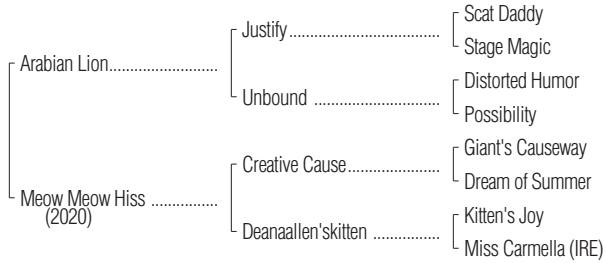 Scat Daddy
Justify
Stage Magic
Arabian Lion
Distorted Humor
Unbound
Possibility
Giant's Causeway
Creative Cause
Dream of Summer
Meow Meow Hiss
(2020)
Kitten's Joy
Deanaallen'skitten
Miss Carmella (IRE)